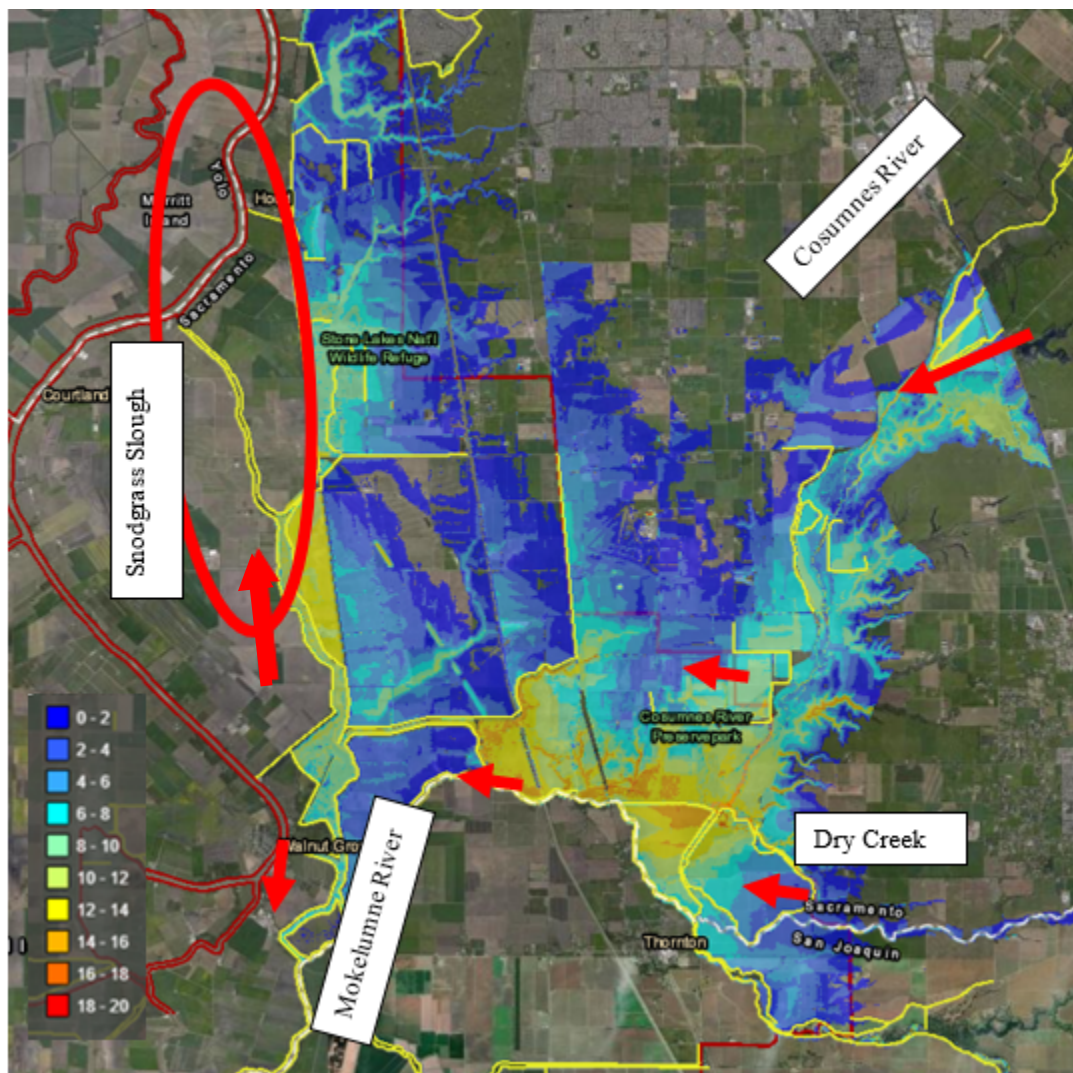 Cosumnes River
Yolo
Merritt
Island
Hood
Sacramento
Stone Lakes Nat'l
Wildlife Refuge
Courtland
Snodgrass Slough
0 - 2
2 - 4
4 - 6
6 - 8
8 - 10
10 - 12
12 - 14
14 - 16
16 - 18
18 - 20
Cosumnes River
Preservepark
Walnut Gro
Mokelumne River
Dry Creek
Sacramento
San Joaquin
Thornton